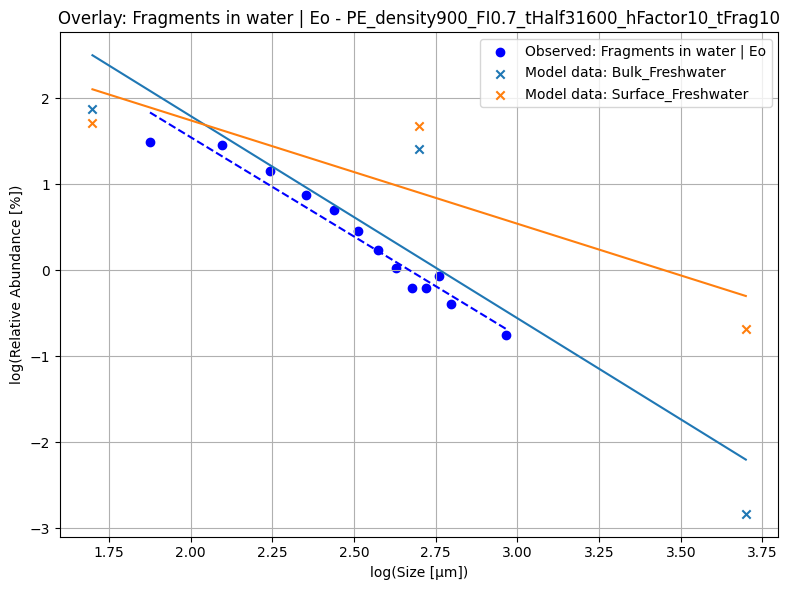 Overlay: Fragments in water | Eo - PE_density900_FI0.7_tHalf31600_hFactor10_tFrag10
Observed: Fragments in water | Eo
Model data: Bulk_Freshwater
Model data: Surface_Freshwater
log(Relative Abundance [%])
2
1
0
−1
−2
−3
1.75 2.00 2.25 2.50 2.75 3.00 3.25 3.50 3.75
log(Size [μm])